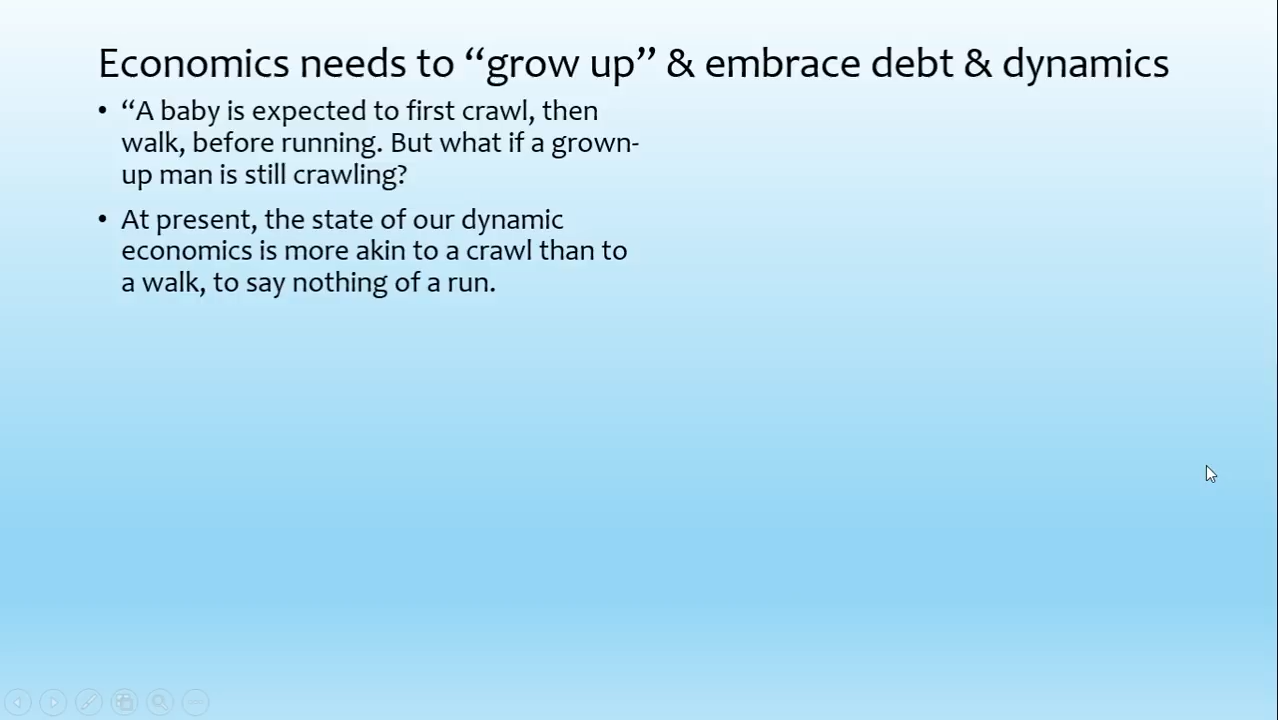 Economics needs to “grow up” & embrace debt & dynamics
• “A baby is expected to first crawl, then
walk, before running. But what if a grown-
up man is still crawling?
• At present, the state of our dynamic
economics is more akin to a crawl than to
a walk, to say nothing of a run.